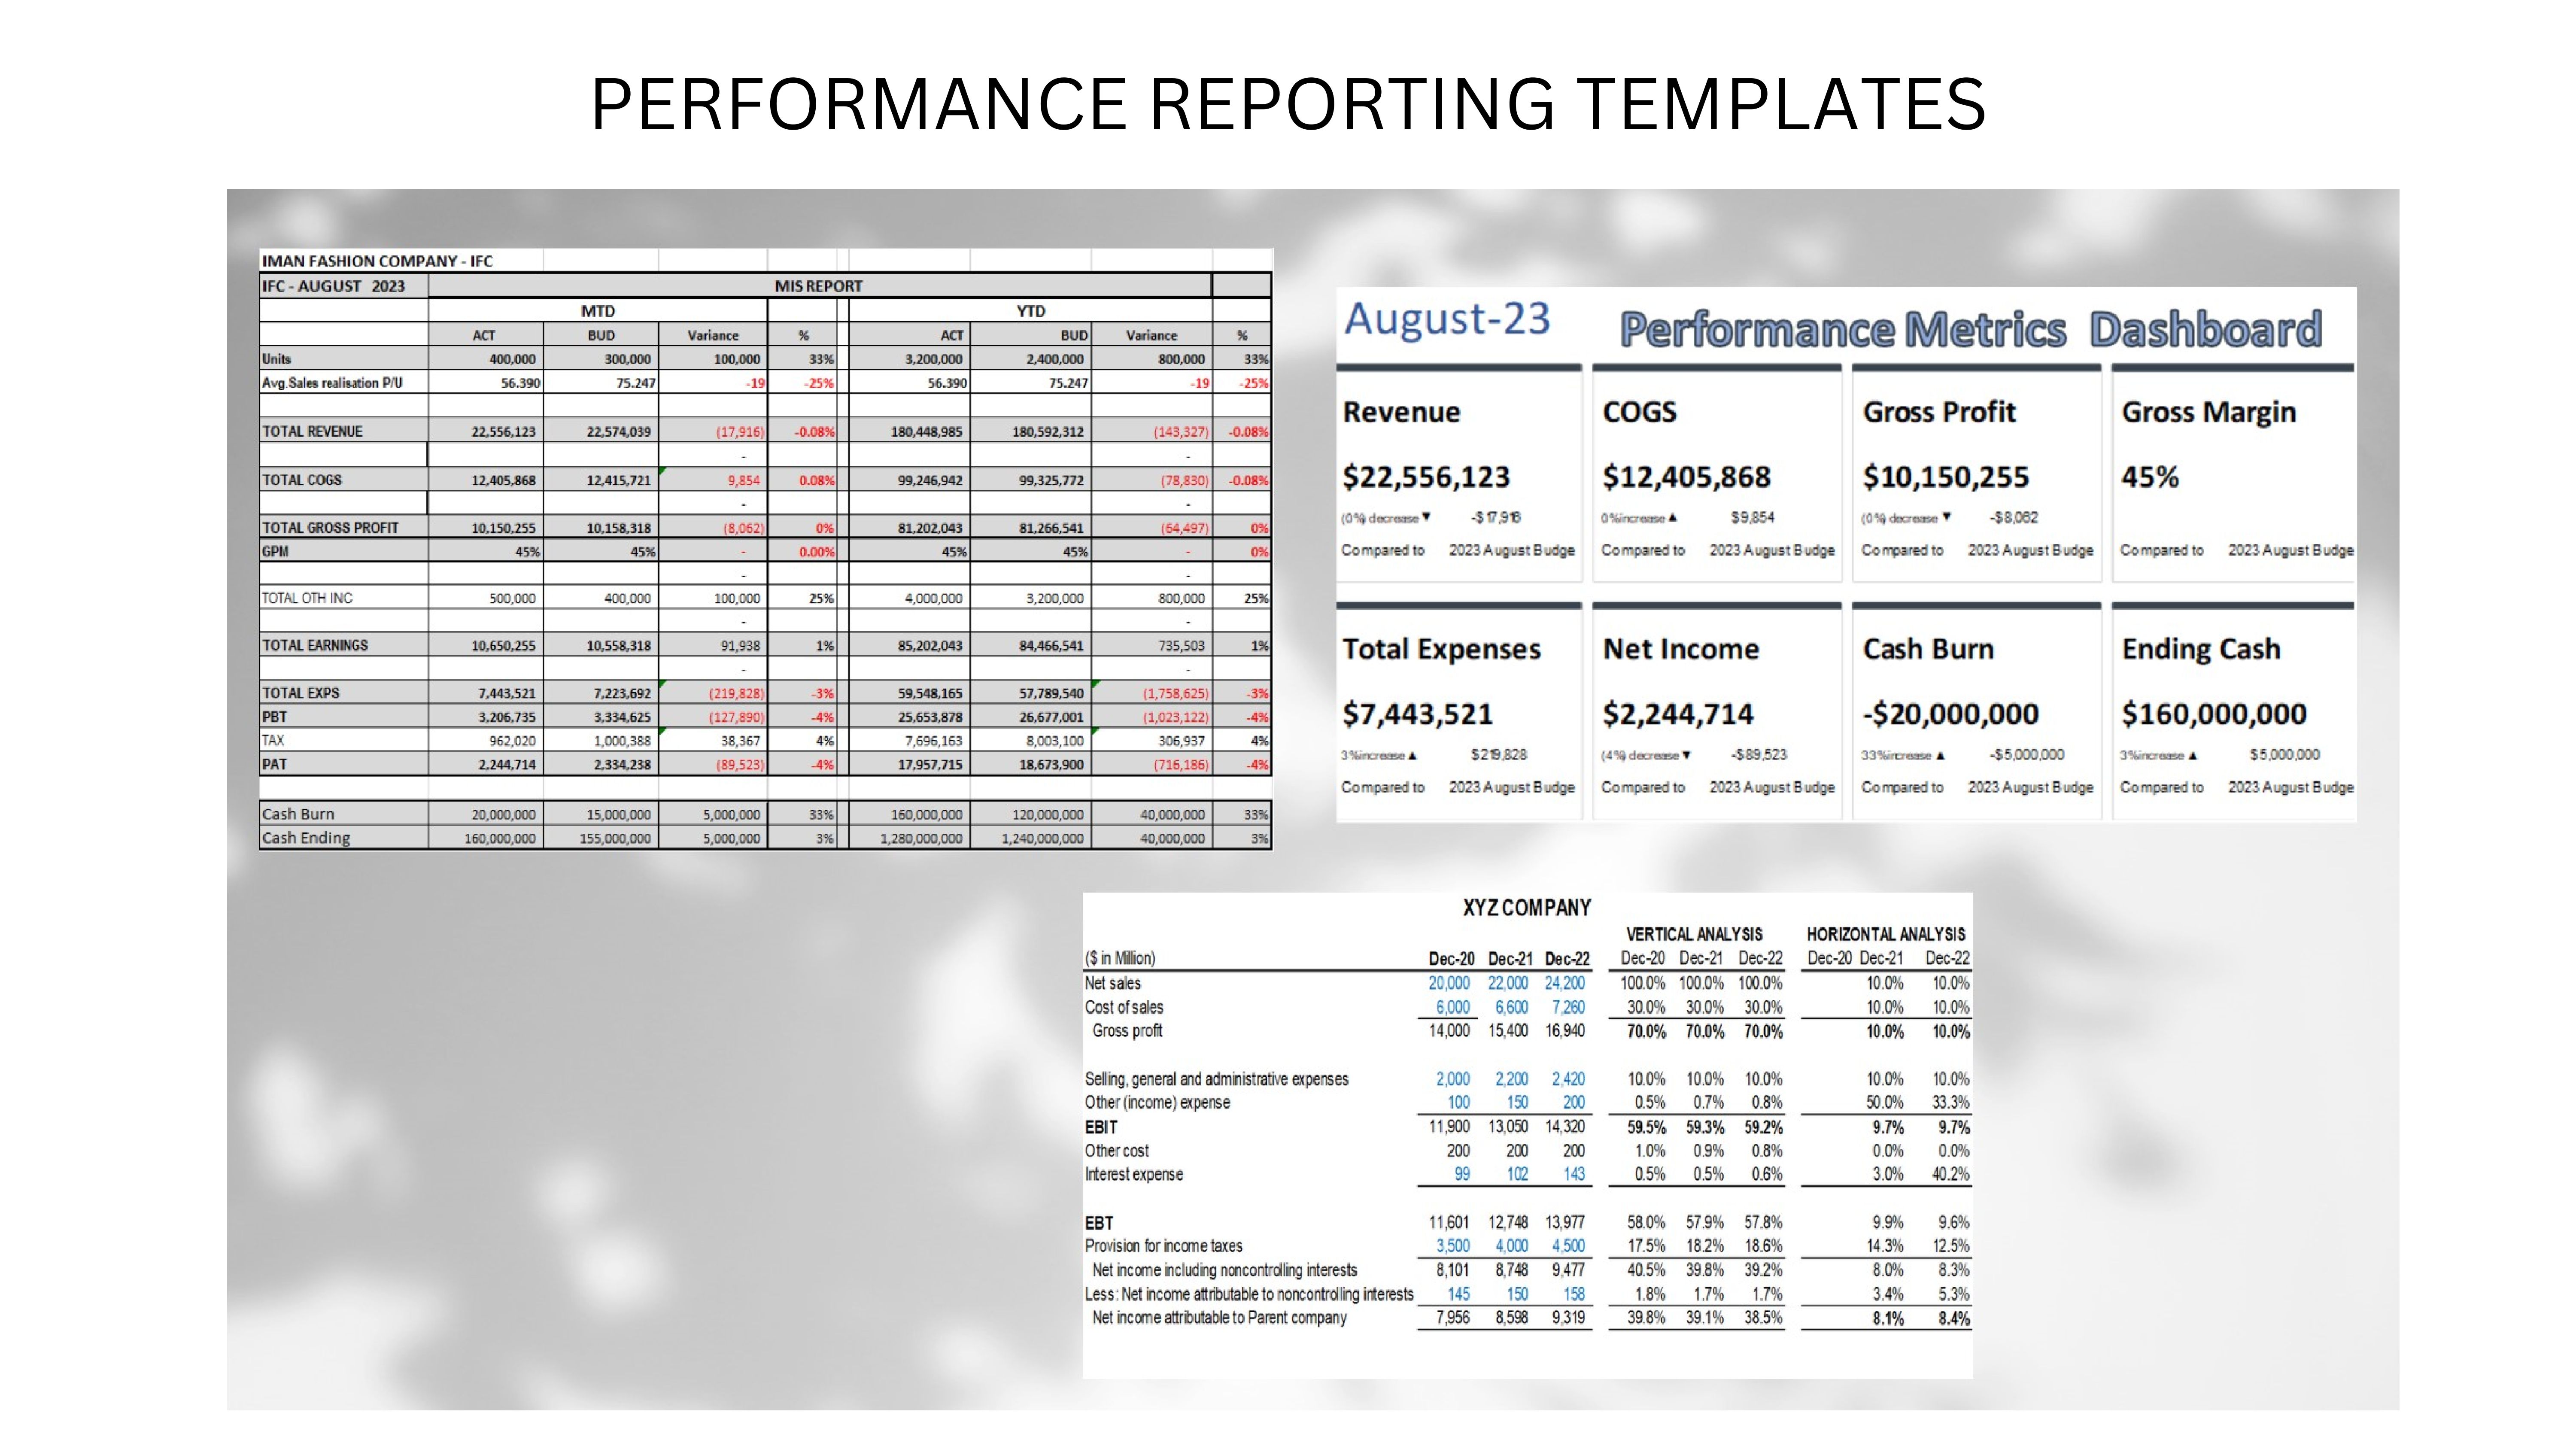 PERFORMANCE REPORTING TEMPLATES
IMAN FASHION COMPANY - IFC
IFC - AUGUST 2023 MIS REPORT
MTD YTD
ACT BUD Variance % ACT BUD Variance %
Units 400,000 300,000 100,000 33% 3,200,000 2,400,000 800,000 33%
Avg.Sales realisation P/U 56.390 75.247 -19 -25% 56.390 75.247 -19 -25%
TOTAL REVENUE 22,556,123 22,574,039 (17,916) -0.08% 180,448,985 180,592,312 (143,327) -0.08%
- -
TOTAL COGS 12,405,868 12,415,721 9,854 0.08% 99,246,942 99,325,772 (78,830) -0.08%
- -
TOTAL GROSS PROFIT 10,150,255 10,158,318 (8,062) 0% 81,202,043 81,266,541 (64,497) 0%
GPM 45% 45% - 0.00% 45% 45% - 0%
- -
TOTAL OTH INC 500,000 400,000 100,000 25% 4,000,000 3,200,000 800,000 25%
- -
TOTAL EARNINGS 10,650,255 10,558,318 91,938 1% 85,202,043 84,466,541 735,503 1%
- -
TOTAL EXPS 7,443,521 7,223,692 (219,828) -3% 59,548,165 57,789,540 (1,758,625) -3%
PBT 3,206,735 3,334,625 (127,890) -4% 25,653,878 26,677,001 (1,023,122) -4%
TAX 962,020 1,000,388 38,367 4% 7,696,163 8,003,100 306,937 4%
PAT 2,244,714 2,334,238 (89,523) -4% 17,957,715 18,673,900 (716,186) -4%
Cash Burn 20,000,000 15,000,000 5,000,000 33% 160,000,000 120,000,000 40,000,000 33%
Cash Ending 160,000,000 155,000,000 5,000,000 3% 1,280,000,000 1,240,000,000 40,000,000 3%
August-23 Performance Metrics Dashboard
Revenue COGS Gross Profit Gross Margin
$22,556,123 $12,405,868 $10,150,255 45%
(0%) decrease ▼ -$17,916 0%increase ▲ $9,854 (0%) decrease ▼ -$8,062
Compared to 2023 August Budge Compared to 2023 August Budge Compared to 2023 August Budge Compared to 2023 August Budge
Total Expenses Net Income Cash Burn Ending Cash
$7,443,521 $2,244,714 -$20,000,000 $160,000,000
3%increase ▲ $219,828 (4%) decrease ▼ -$89,523 33%increase ▲ -$5,000,000 3%increase ▲ $5,000,000
Compared to 2023 August Budge Compared to 2023 August Budge Compared to 2023 August Budge Compared to 2023 August Budge
XYZ COMPANY
VERTICAL ANALYSIS HORIZONTAL ANALYSIS
($ in Million) Dec-20 Dec-21 Dec-22 Dec-20 Dec-21 Dec-22 Dec-20 Dec-21 Dec-22
Net sales 20,000 22,000 24,200 100.0% 100.0% 100.0% 10.0% 10.0%
Cost of sales 6,000 6,600 7,260 30.0% 30.0% 30.0% 10.0% 10.0%
Gross profit 14,000 15,400 16,940 70.0% 70.0% 70.0% 10.0% 10.0%
Selling, general and administrative expenses 2,000 2,200 2,420 10.0% 10.0% 10.0% 10.0% 10.0%
Other (income) expense 100 150 200 0.5% 0.7% 0.8% 50.0% 33.3%
EBIT 11,900 13,050 14,320 59.5% 59.3% 59.2% 9.7% 9.7%
Other cost 200 200 200 1.0% 0.9% 0.8% 0.0% 0.0%
Interest expense 99 102 143 0.5% 0.5% 0.6% 3.0% 40.2%
EBT 11,601 12,748 13,977 58.0% 57.9% 57.8% 9.9% 9.6%
Provision for income taxes 3,500 4,000 4,500 17.5% 18.2% 18.6% 14.3% 12.5%
Net income including noncontrolling interests 8,101 8,748 9,477 40.5% 39.8% 39.2% 8.0% 8.3%
Less: Net income attributable to noncontrolling interests 145 150 158 1.8% 1.7% 1.7% 3.4% 5.3%
Net income attributable to Parent company 7,956 8,598 9,319 39.8% 39.1% 38.5% 8.1% 8.4%